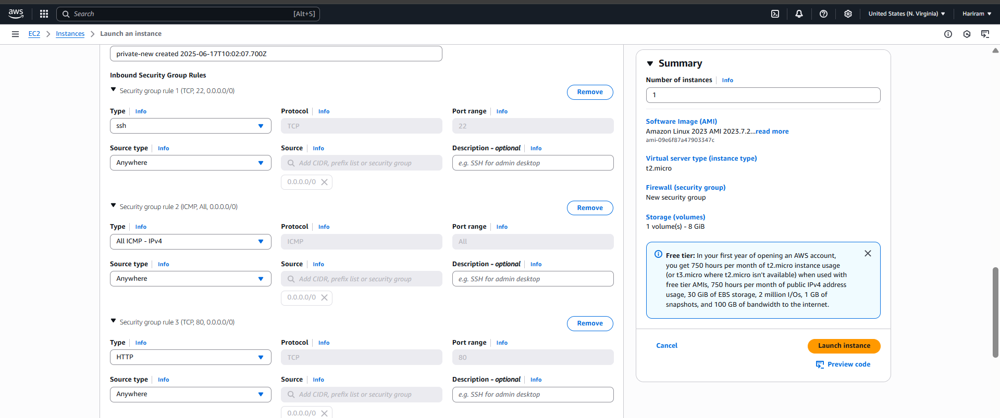 aws
Search [Alt+S]
United States (N. Virginia) Hariram
EC2 Instances Launch an instance
private-new created 2025-06-17T10:02:07.700Z
Inbound Security Group Rules
Security group rule 1 (TCP, 22, 0.0.0.0/0) Remove
Type Info Protocol Info Port range Info
ssh TCP 22
Source type Info Source Info Description - optional Info
Anywhere Add CIDR, prefix list or security group e.g. SSH for admin desktop
0.0.0.0/0
Security group rule 2 (ICMP, All, 0.0.0.0/0) Remove
Type Info Protocol Info Port range Info
All ICMP - IPv4 ICMP All
Source type Info Source Info Description - optional Info
Anywhere Add CIDR, prefix list or security group e.g. SSH for admin desktop
0.0.0.0/0
Security group rule 3 (TCP, 80, 0.0.0.0/0) Remove
Type Info Protocol Info Port range Info
HTTP TCP 80
Source type Info Source Info Description - optional Info
Anywhere Add CIDR, prefix list or security group e.g. SSH for admin desktop
0.0.0.0/0
Summary
Number of instances Info
1
Software Image (AMI)
Amazon Linux 2023 AMI 2023.7.2...read more
ami-09e6f87a47903347c
Virtual server type (instance type)
t2.micro
Firewall (security group)
New security group
Storage (volumes)
1 volume(s) - 8 GiB
Free tier: In your first year of opening an AWS account,
you get 750 hours per month of t2.micro instance usage
(or t3.micro where t2.micro isn't available) when used with
free tier AMIs, 750 hours per month of public IPv4 address
usage, 30 GiB of EBS storage, 2 million I/Os, 1 GB of
snapshots, and 100 GB of bandwidth to the internet.
Cancel Launch instance
Preview code